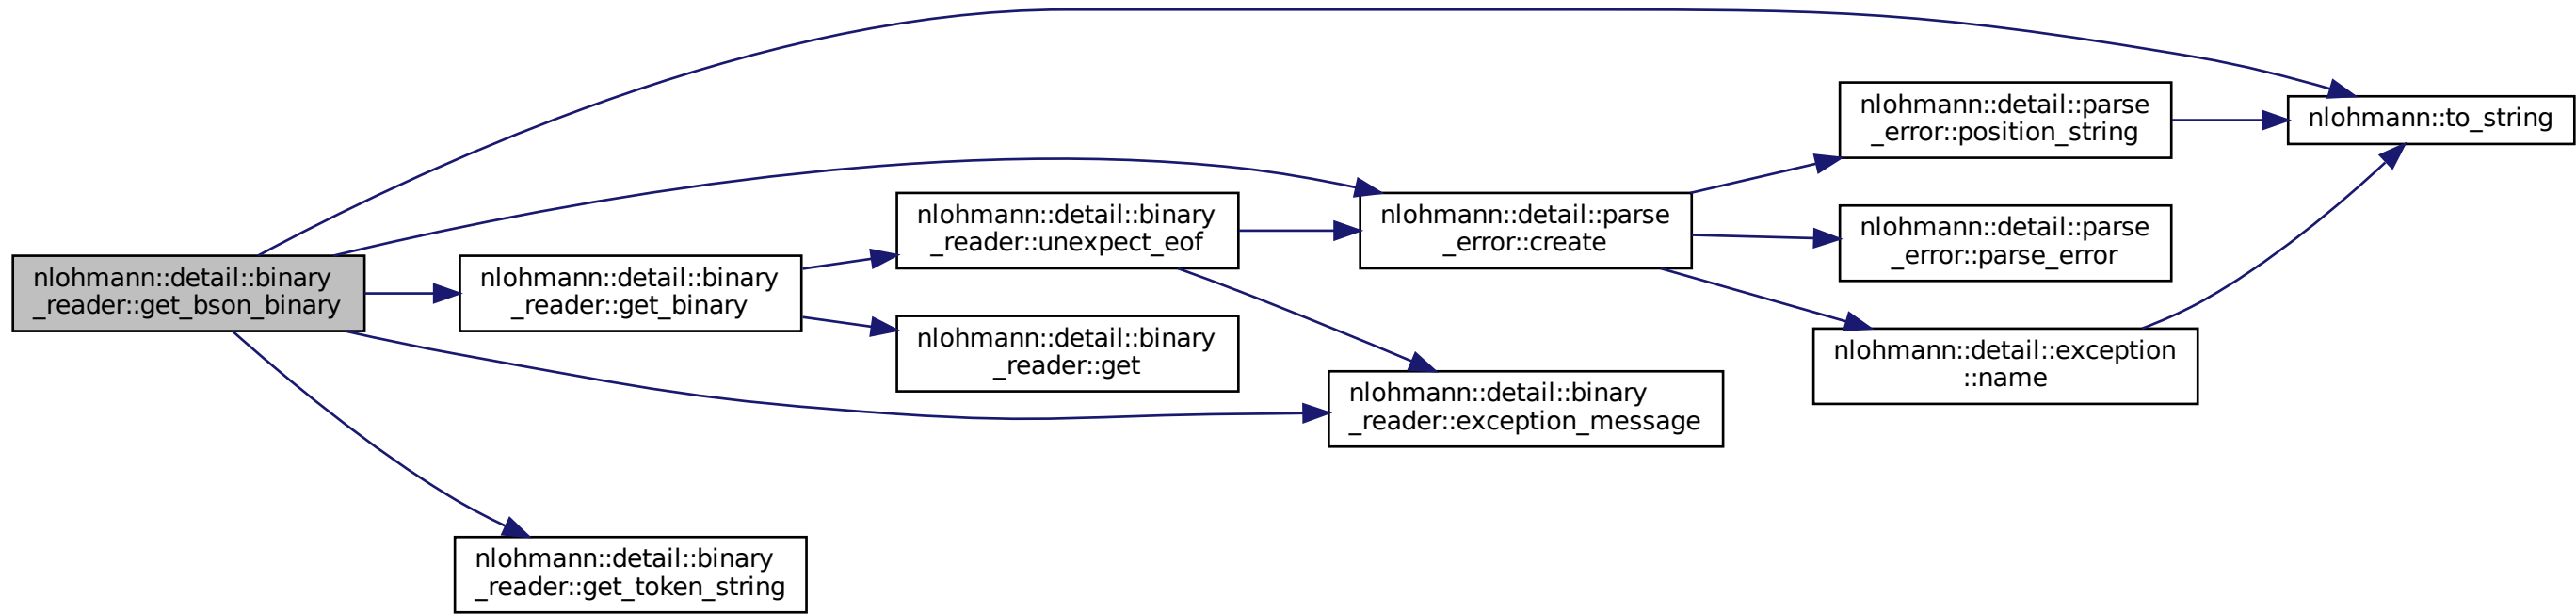 nlohmann::detail::binary
_reader::get_bson_binary
nlohmann::detail::binary
_reader::get_binary
nlohmann::detail::binary
_reader::unexpect_eof
nlohmann::detail::binary
_reader::get
nlohmann::detail::parse
_error::create
nlohmann::detail::binary
_reader::exception_message
nlohmann::detail::parse
_error::position_string
nlohmann::detail::parse
_error::parse_error
nlohmann::detail::exception
::name
nlohmann::to_string
nlohmann::detail::binary
_reader::get_token_string